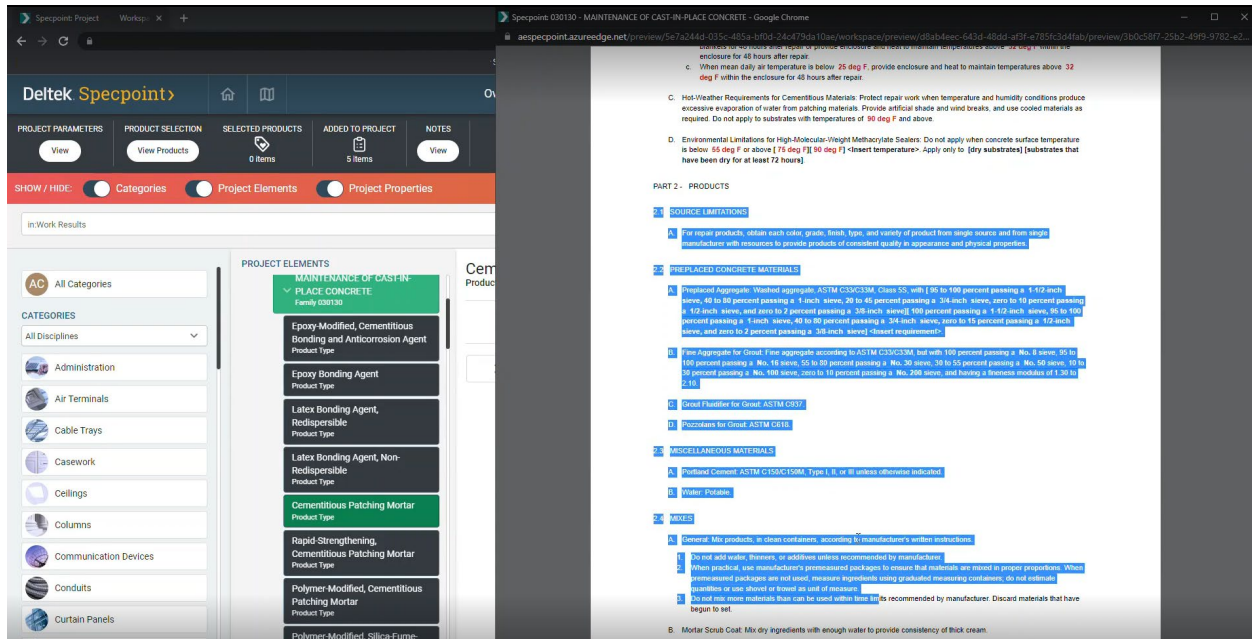 Specpoint: Project Workspa
Specpoint: 030130 - MAINTENANCE OF CAST-IN-PLACE CONCRETE - Google Chrome
aespecpoint.azureedge.net/preview/5e7a244d-035c-485a-bf0d-24c479da10ae/workspace/preview/d8ab4eec-643d-48dd-af3f-e785fc3d4fab/preview/3b0c58f7-25b2-49f9-9782-e2...
Deltek Specpoint
Ov
PROJECT PARAMETERS
View
PRODUCT SELECTION
View Products
SELECTED PRODUCTS
0 items
ADDED TO PROJECT
5 items
NOTES
View
SHOW / HIDE: Categories Project Elements Project Properties
in:Work Results
AC All Categories
CATEGORIES
All Disciplines
Administration
Air Terminals
Cable Trays
Casework
Ceilings
Columns
Communication Devices
Conduits
Curtain Panels
PROJECT ELEMENTS
MAINTENANCE OF CAST-IN-
PLACE CONCRETE
Family 030130
Epoxy-Modified, Cementitious
Bonding and Anticorrosion Agent
Product Type
Epoxy Bonding Agent
Product Type
Latex Bonding Agent,
Redispersible
Product Type
Latex Bonding Agent, Non-
Redispersible
Product Type
Cementitious Patching Mortar
Product Type
Rapid-Strengthening,
Cementitious Patching Mortar
Product Type
Polymer-Modified, Cementitious
Patching Mortar
Product Type
Polymer-Modified, Silica-Fume-
Cem
Produc
blankets for 48 hours after repair or provide enclosure and heat to maintain temperatures above 32 deg F within the
enclosure for 48 hours after repair.
c. When mean daily air temperature is below 25 deg F, provide enclosure and heat to maintain temperatures above 32
deg F within the enclosure for 48 hours after repair.
C. Hot-Weather Requirements for Cementitious Materials: Protect repair work when temperature and humidity conditions produce
excessive evaporation of water from patching materials. Provide artificial shade and wind breaks, and use cooled materials as
required. Do not apply to substrates with temperatures of 90 deg F and above.
D. Environmental Limitations for High-Molecular-Weight Methacrylate Sealers: Do not apply when concrete surface temperature
is below 55 deg F or above [ 75 deg F][ 90 deg F] <Insert temperature>. Apply only to [dry substrates] [substrates that
have been dry for at least 72 hours].
PART 2 - PRODUCTS
2.1 SOURCE LIMITATIONS
A. For repair products, obtain each color, grade, finish, type, and variety of product from single source and from single
manufacturer with resources to provide products of consistent quality in appearance and physical properties.
2.2 PREPLACED CONCRETE MATERIALS
A. Preplaced Aggregate: Washed aggregate, ASTM C33/C33M, Class 5S, with [ 95 to 100 percent passing a 1-1/2-inch
sieve, 40 to 80 percent passing a 1-inch sieve, 20 to 45 percent passing a 3/4-inch sieve, zero to 10 percent passing
a 1/2-inch sieve, and zero to 2 percent passing a 3/8-inch sieve][ 100 percent passing a 1-1/2-inch sieve, 95 to 100
percent passing a 1-inch sieve, 40 to 80 percent passing a 3/4-inch sieve, zero to 15 percent passing a 1/2-inch
sieve, and zero to 2 percent passing a 3/8-inch sieve] <Insert requirement>.
B. Fine Aggregate for Grout: Fine aggregate according to ASTM C33/C33M, but with 100 percent passing a No. 8 sieve, 95 to
100 percent passing a No. 16 sieve, 55 to 80 percent passing a No. 30 sieve, 30 to 55 percent passing a No. 50 sieve, 10 to
30 percent passing a No. 100 sieve, zero to 10 percent passing a No. 200 sieve, and having a fineness modulus of 1.30 to
2.10.
C. Grout Fluidifier for Grout: ASTM C937.
D. Pozzolans for Grout: ASTM C618.
2.3 MISCELLANEOUS MATERIALS
A. Portland Cement: ASTM C150/C150M, Type I, II, or III unless otherwise indicated.
B. Water: Potable.
2.4 MIXES
A. General: Mix products, in clean containers, according to manufacturer's written instructions.
1. Do not add water, thinners, or additives unless recommended by manufacturer.
2. When practical, use manufacturer's premeasured packages to ensure that materials are mixed in proper proportions. When
premeasured packages are not used, measure ingredients using graduated measuring containers; do not estimate
quantities or use shovel or trowel as unit of measure.
3. Do not mix more materials than can be used within time limits recommended by manufacturer. Discard materials that have
begun to set.
B. Mortar Scrub Coat: Mix dry ingredients with enough water to provide consistency of thick cream.